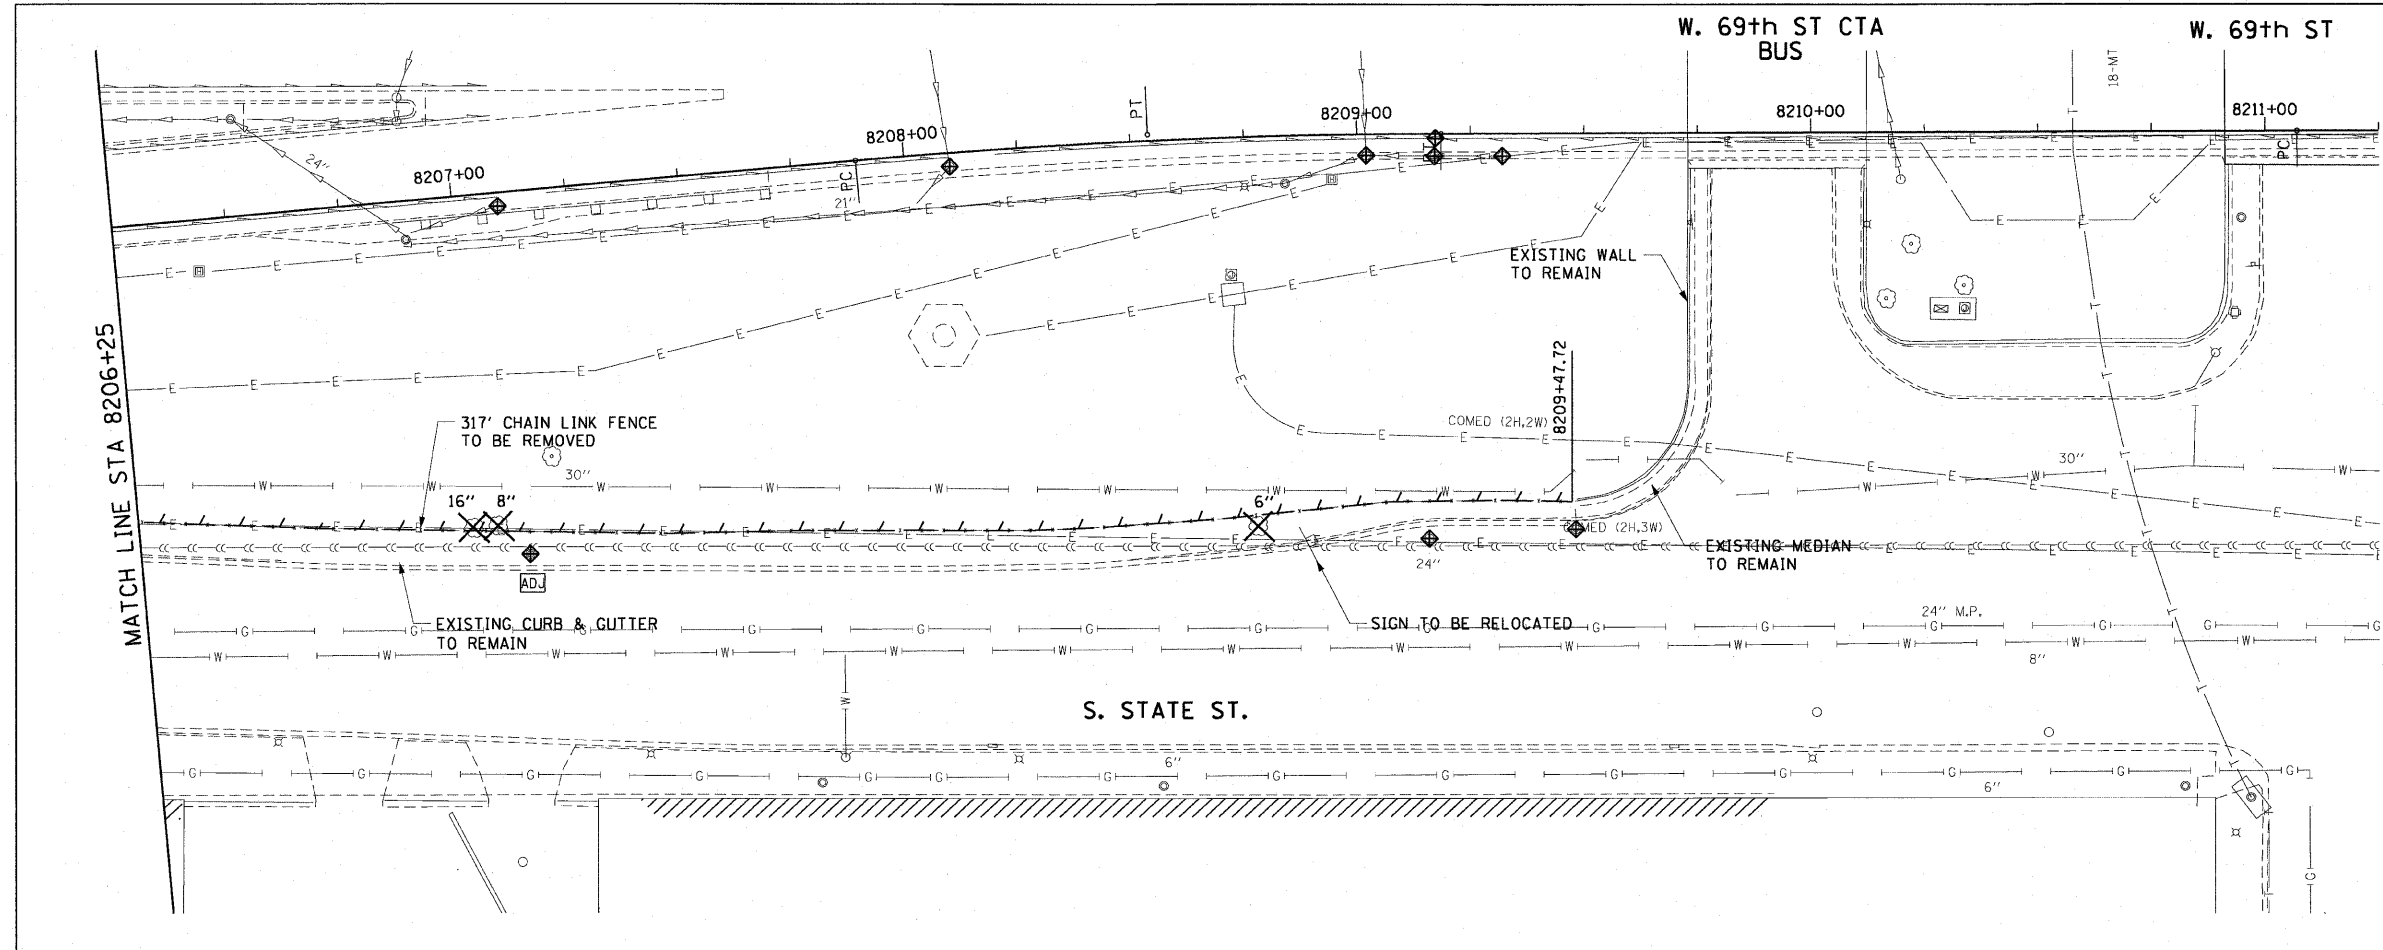 W. 69th ST CTA
BUS
W. 69th ST
18-MT
8209+00
8210+00
8211+00
PT
8208+00
8207+00
PC
PC
24"
21"
EXISTING WALL
TO REMAIN
MATCH LINE STA 8206+25
8209+47.72
317' CHAIN LINK FENCE
TO BE REMOVED
COMED (2H,2W)
30"
30"
16"
8"
6"
COMED (2H,3W)
EXISTING MEDIAN
TO REMAIN
24"
ADJ
EXISTING CURB & GUTTER
TO REMAIN
SIGN TO BE RELOCATED
24" M.P.
8"
S. STATE ST.
6"
6"